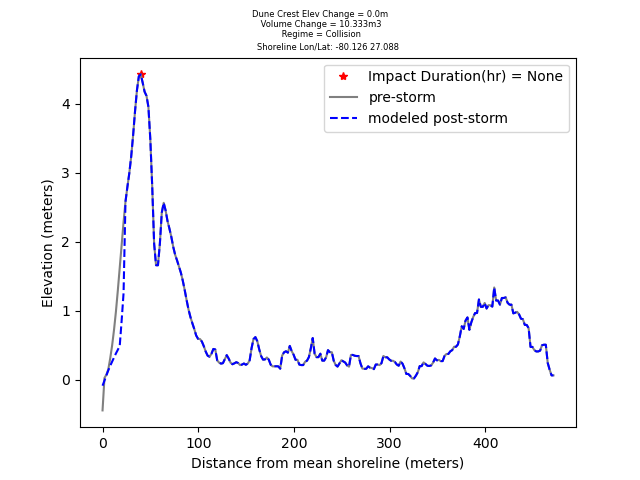 Dune Crest Elev Change = 0.0m
Volume Change = 10.333m3
Regime = Collision
Shoreline Lon/Lat: -80.126 27.088
Impact Duration(hr) = None
pre-storm
modeled post-storm
Elevation (meters)
4
3
2
1
0
0 100 200 300 400
Distance from mean shoreline (meters)